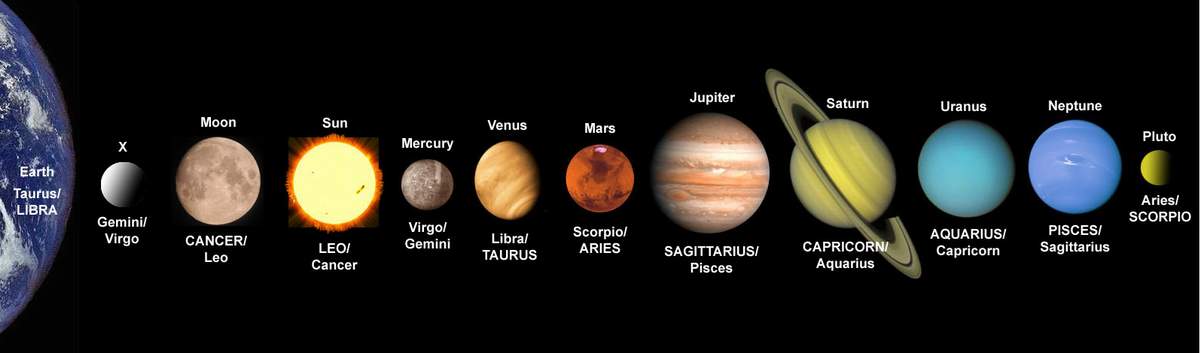 Earth
Taurus/
LIBRA
X
Gemini/
Virgo
Moon
CANCER/
Leo
Sun
LEO/
Cancer
Mercury
Virgo/
Gemini
Venus
Libra/
TAURUS
Mars
Scorpio/
ARIES
Jupiter
SAGITTARIUS/
Pisces
Saturn
CAPRICORN/
Aquarius
Uranus
AQUARIUS/
Capricorn
Neptune
PISCES/
Sagittarius
Pluto
Aries/
SCORPIO